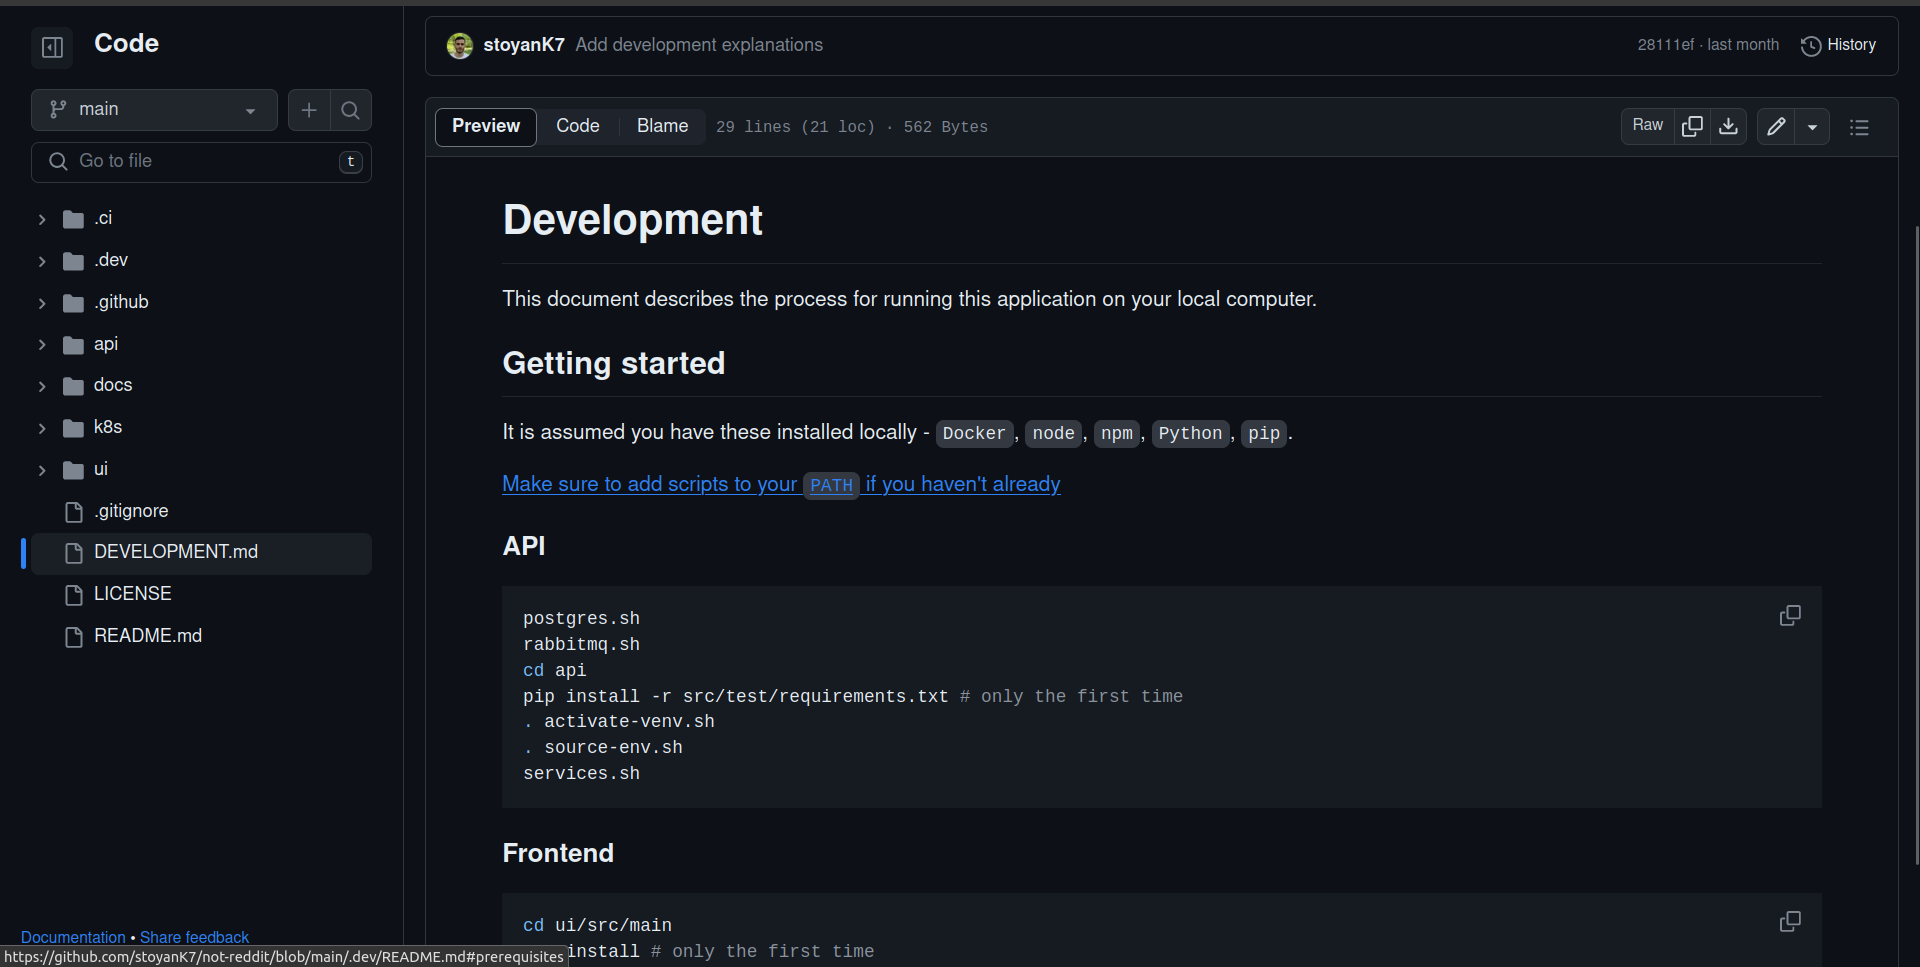 Code
main
Go to file
t
.ci
.dev
.github
api
docs
k8s
ui
.gitignore
DEVELOPMENT.md
LICENSE
README.md
Documentation • Share feedback
https://github.com/stoyanK7/not-reddit/blob/main/.dev/README.md#prerequisites
stoyanK7 Add development explanations
28111ef · last month
History
Preview
Code
Blame
29 lines (21 loc) · 562 Bytes
Raw
Development
This document describes the process for running this application on your local computer.
Getting started
It is assumed you have these installed locally - Docker, node, npm, Python, pip.
Make sure to add scripts to your PATH if you haven't already
API
postgres.sh
rabbitmq.sh
cd api
pip install -r src/test/requirements.txt # only the first time
. activate-venv.sh
. source-env.sh
services.sh
Frontend
cd ui/src/main
install # only the first time